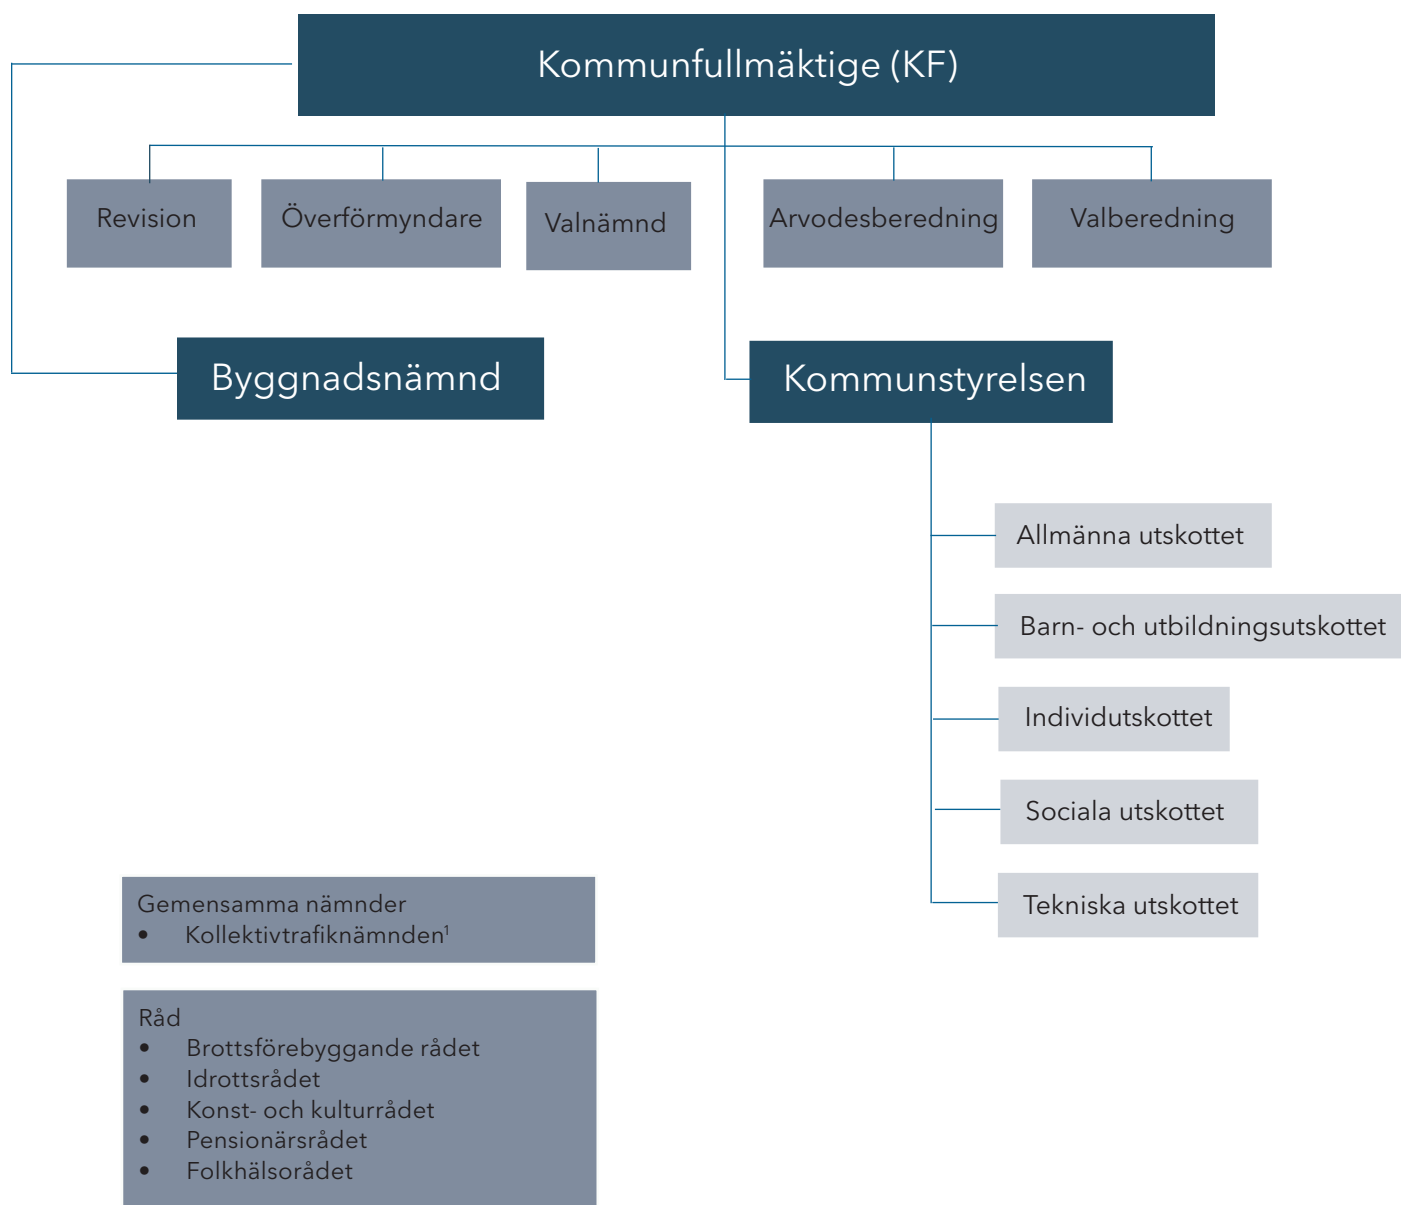 Kommunfullmäktige (KF)
Revision
Överförmyndare
Valnämnd
Arvodesberedning
Valberedning
Byggnadsnämnd
Kommunstyrelsen
Allmänna utskottet
Barn- och utbildningsutskottet
Individutskottet
Sociala utskottet
Tekniska utskottet
Gemensamma nämnder
• Kollektivtrafiknämnden¹
Råd
• Brottsförebyggande rådet
• Idrottsrådet
• Konst- och kulturrådet
• Pensionärsrådet
• Folkhälsorådet